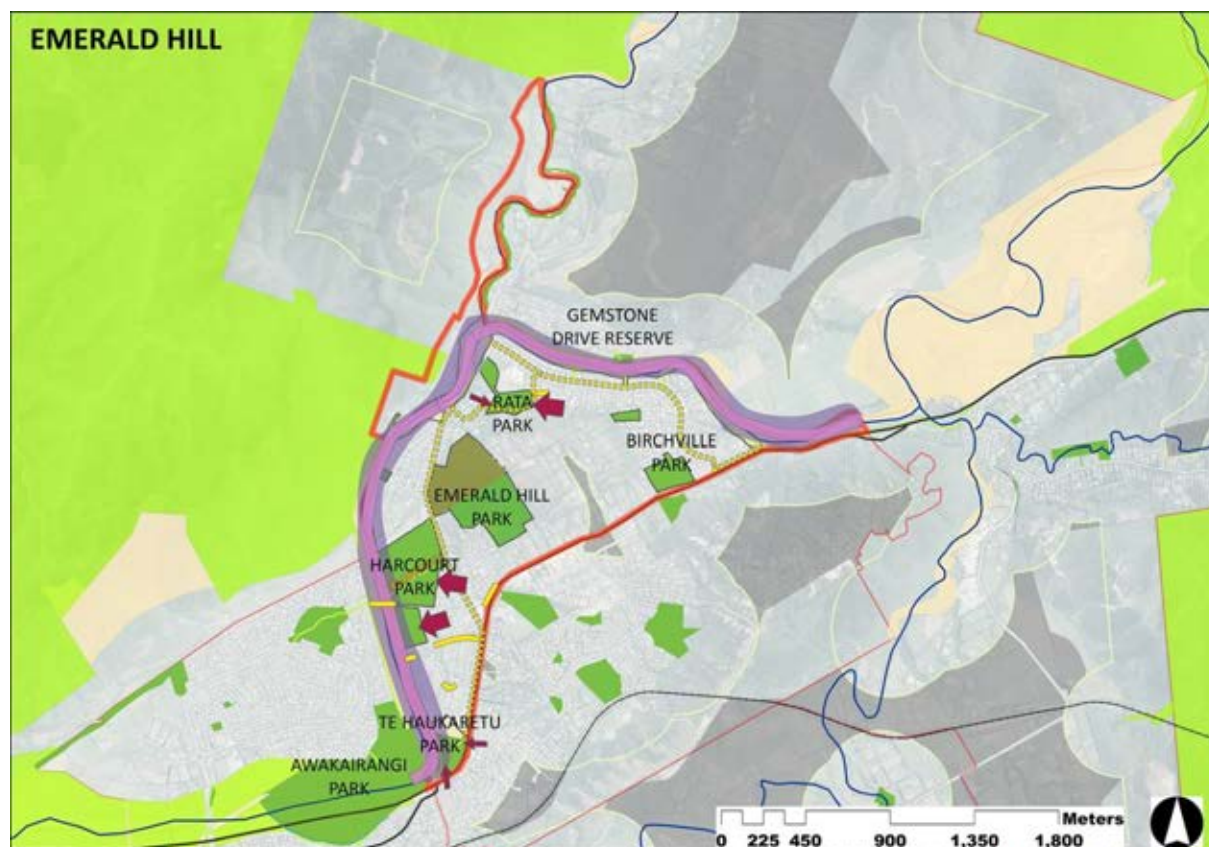 EMERALD HILL
GEMSTONE
DRIVE RESERVE
RATA
PARK
BIRCHVILLE
PARK
EMERALD HILL
PARK
HARCOURT
PARK
TE HAUKARETU
PARK
AWAKAIRANGI
PARK
Meters
0 225 450 900 1,350 1,800